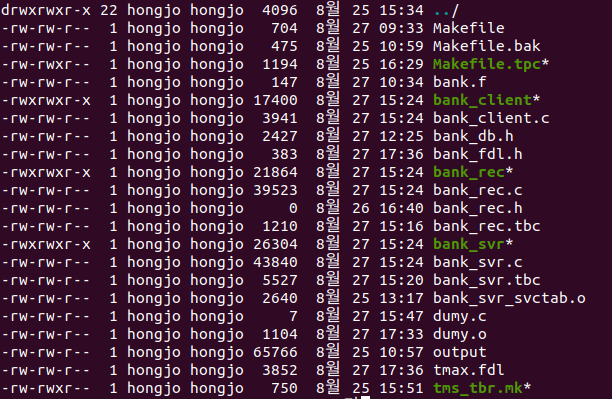 drwxrwxr-x 22 hongjo hongjo  4096  8월 25 15:34 ../
-rw-rw-r--  1 hongjo hongjo   704  8월 27 09:33 Makefile
-rw-rw-r--  1 hongjo hongjo   475  8월 25 10:59 Makefile.bak
-rw-rwxr--  1 hongjo hongjo  1194  8월 25 16:29 Makefile.tpc*
-rw-rw-r--  1 hongjo hongjo   147  8월 27 10:34 bank.f
-rwxrwxr-x  1 hongjo hongjo 17400  8월 27 15:24 bank_client*
-rw-rw-r--  1 hongjo hongjo  3941  8월 27 15:24 bank_client.c
-rw-rw-r--  1 hongjo hongjo  2427  8월 27 12:25 bank_db.h
-rw-rw-r--  1 hongjo hongjo   383  8월 27 17:36 bank_fdl.h
-rwxrwxr-x  1 hongjo hongjo 21864  8월 27 15:24 bank_rec*
-rw-rw-r--  1 hongjo hongjo 39523  8월 27 15:24 bank_rec.c
-rw-rw-r--  1 hongjo hongjo     0  8월 26 16:40 bank_rec.h
-rw-rw-r--  1 hongjo hongjo  1210  8월 27 15:16 bank_rec.tbc
-rwxrwxr-x  1 hongjo hongjo 26304  8월 27 15:24 bank_svr*
-rw-rw-r--  1 hongjo hongjo 43840  8월 27 15:24 bank_svr.c
-rw-rw-r--  1 hongjo hongjo  5527  8월 27 15:20 bank_svr.tbc
-rw-rw-r--  1 hongjo hongjo  2640  8월 25 13:17 bank_svr_svctab.o
-rw-rw-r--  1 hongjo hongjo     7  8월 27 15:47 dumy.c
-rw-rw-r--  1 hongjo hongjo  1104  8월 27 17:33 dumy.o
-rw-rw-r--  1 hongjo hongjo 65766  8월 25 10:57 output
-rw-rw-r--  1 hongjo hongjo  3852  8월 27 17:36 tmax.fdl
-rw-rwxr--  1 hongjo hongjo   750  8월 25 15:51 tms_tbr.mk*